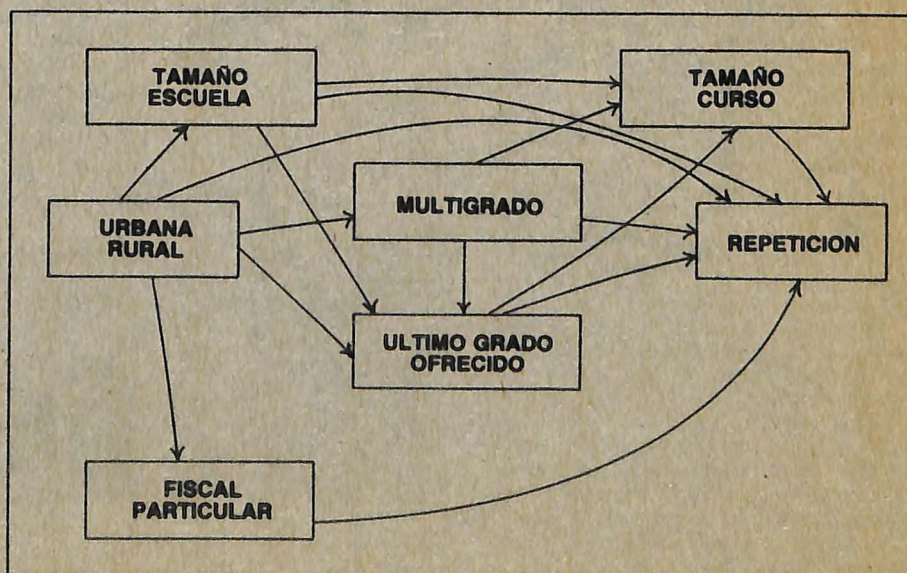 TAMAÑO
ESCUELA
TAMAÑO
CURSO
URBANA
RURAL
MULTIGRADO
REPETICION
ULTIMO GRADO
OFRECIDO
FISCAL
PARTICULAR